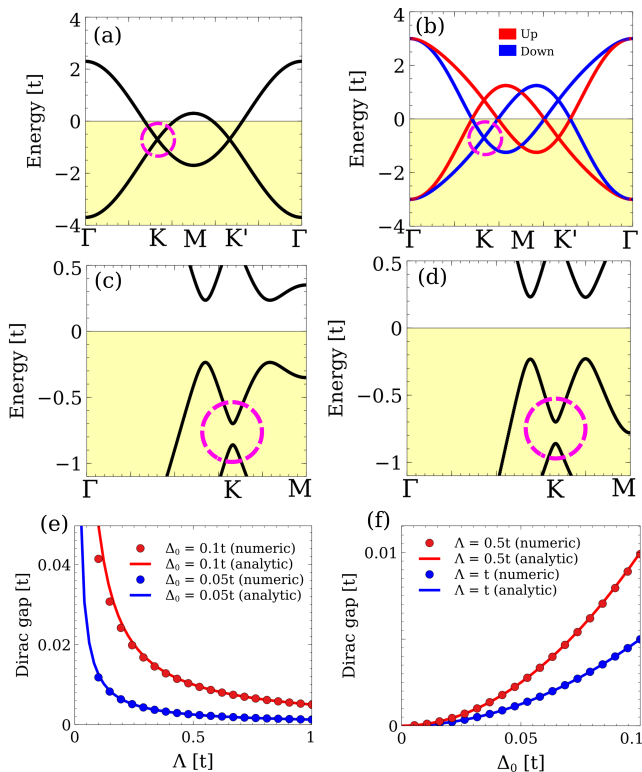 (a)
4
2
0
-2
-4
Energy [t]
Γ K M K' Γ
(b)
Up
Down
4
2
0
-2
-4
Energy [t]
Γ K M K' Γ
(c)
0.5
0
-0.5
-1
Energy [t]
Γ K M
(d)
0.5
0
-0.5
-1
Energy [t]
Γ K M
(e)
Δ₀ = 0.1t (numeric)
Δ₀ = 0.1t (analytic)
Δ₀ = 0.05t (numeric)
Δ₀ = 0.05t (analytic)
0.04
0.02
0
Dirac gap [t]
0 0.5 1
Λ [t]
(f)
Λ = 0.5t (numeric)
Λ = 0.5t (analytic)
Λ = t (numeric)
Λ = t (analytic)
0.01
0
Dirac gap [t]
0 0.05 0.1
Δ₀ [t]